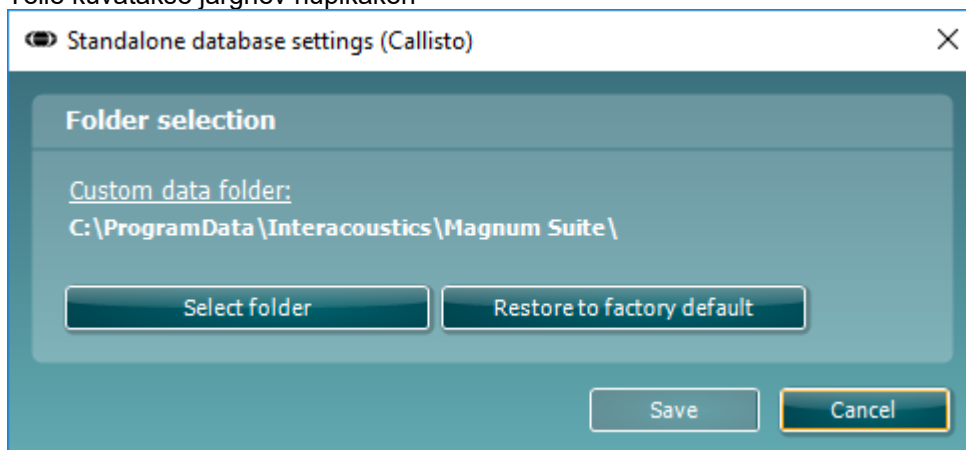 Teile kuvatakse järgnev hüpikaken
Standalone database settings (Callisto)
Folder selection
Custom data folder:
C:\ProgramData\Interacoustics\Magnum Suite\
Select folder
Restore to factory default
Save
Cancel